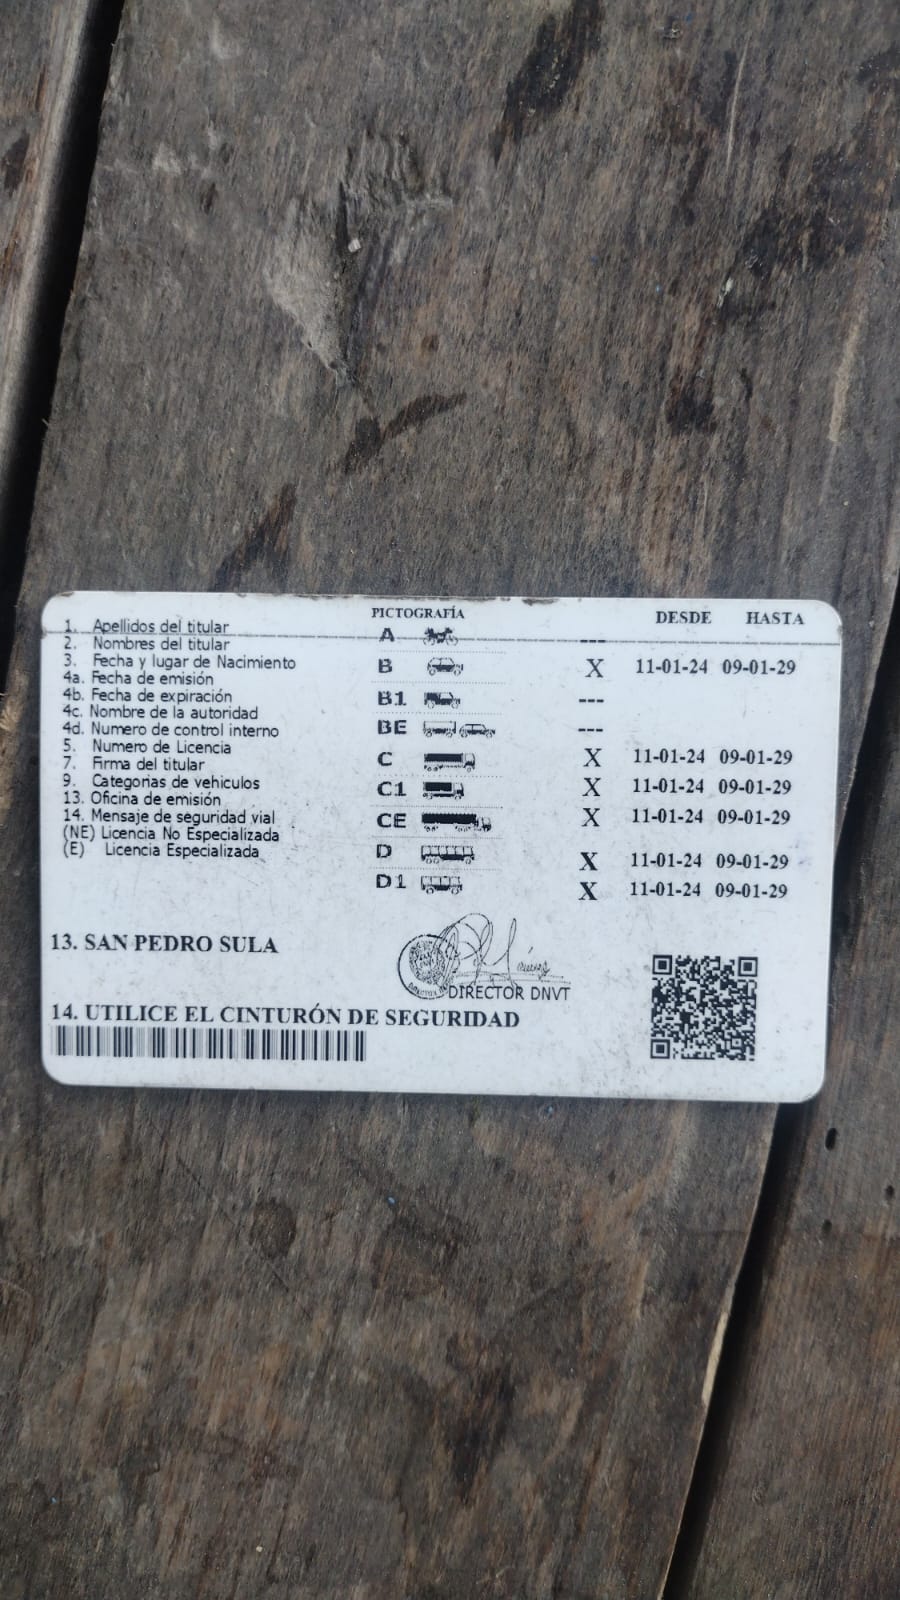 PICTOGRAFÍA DESDE HASTA
1. Apellidos del titular
2. Nombres del titular
3. Fecha y lugar de Nacimiento
4a. Fecha de emisión
4b. Fecha de expiración
4c. Nombre de la autoridad
4d. Numero de control interno
5. Numero de Licencia
7. Firma del titular
9. Categorias de vehiculos
13. Oficina de emisión
14. Mensaje de seguridad vial
(NE) Licencia No Especializada
(E) Licencia Especializada
A ---
B X 11-01-24 09-01-29
B1 ---
BE ---
C X 11-01-24 09-01-29
C1 X 11-01-24 09-01-29
CE X 11-01-24 09-01-29
D X 11-01-24 09-01-29
D1 X 11-01-24 09-01-29
13. SAN PEDRO SULA
DIRECTOR DNVT
14. UTILICE EL CINTURÓN DE SEGURIDAD